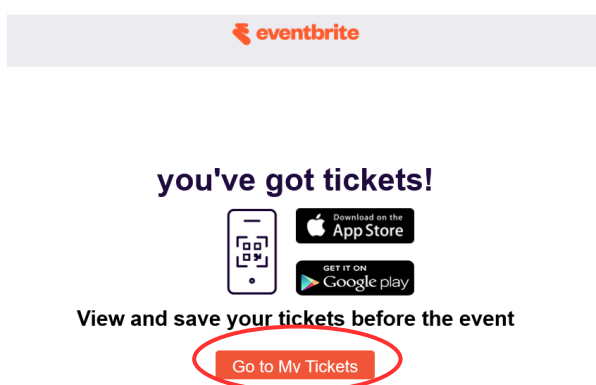 eventbrite
you've got tickets!
Download on the
App Store
GET IT ON
Google play
View and save your tickets before the event
Go to My Tickets